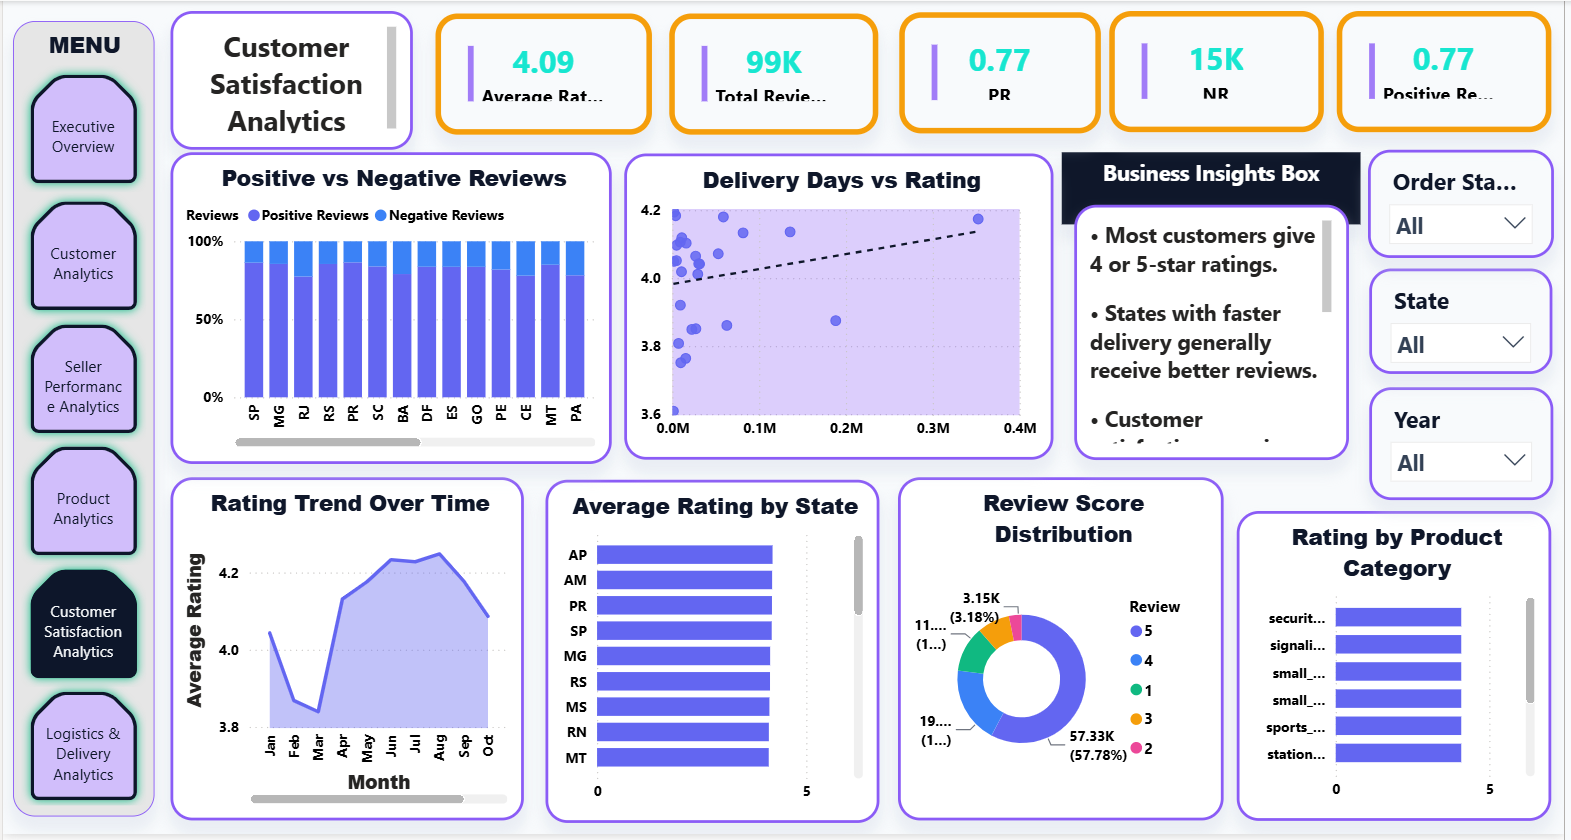 MENU
Executive
Overview
Customer
Analytics
Seller
Performanc
e Analytics
Product
Analytics
Customer
Satisfaction
Analytics
Logistics &
Delivery
Analytics
Customer
Satisfaction
Analytics
4.09
Average Rat...
99K
Total Revie...
0.77
PR
15K
NR
0.77
Positive Re...
Positive vs Negative Reviews
Reviews Positive Reviews Negative Reviews
100%
50%
0%
SP MG RJ RS PR SC BA DF ES GO PE CE MT PA
Delivery Days vs Rating
4.2
4.0
3.8
3.6
0.0M 0.1M 0.2M 0.3M 0.4M
Business Insights Box
• Most customers give
4 or 5-star ratings.
• States with faster
delivery generally
receive better reviews.
• Customer
Order Sta...
All
State
All
Year
All
Rating Trend Over Time
Average Rating
4.2
4.0
3.8
Jan Feb Mar Apr May Jun Jul Aug Sep Oct
Month
Average Rating by State
AP
AM
PR
SP
MG
RS
MS
RN
MT
0 5
Review Score
Distribution
3.15K
(3.18%)
11....
(1...)
19....
(1...)
57.33K
(57.78%)
Review
5
4
1
3
2
Rating by Product
Category
securit...
signali...
small_...
small_...
sports_...
station...
0 5